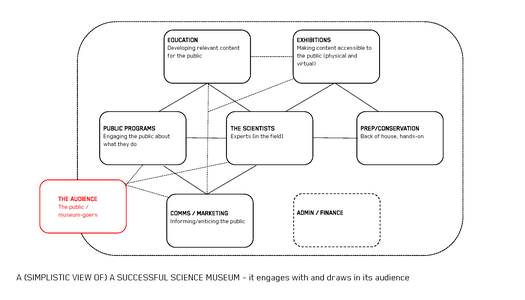 EDUCATION
Developing relevant content
for the public
EXHIBITIONS
Making content accessible to
the public (physical and
virtual)
PUBLIC PROGRAMS
Engaging the public about
what they do
THE SCIENTISTS
Experts (in the field)
PREP/CONSERVATION
Back of house, hands-on
THE AUDIENCE
The public /
museum-goers
COMMS / MARKETING
Informing/enticing the public
ADMIN / FINANCE
A (SIMPLISTIC VIEW OF) A SUCCESSFUL SCIENCE MUSEUM – it engages with and draws in its audience